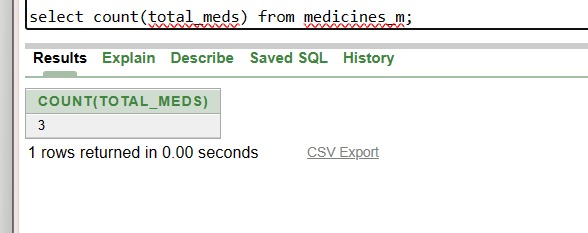 select count(total_meds) from medicines_m;
Results Explain Describe Saved SQL History
COUNT(TOTAL_MEDS)
3
1 rows returned in 0.00 seconds CSV Export